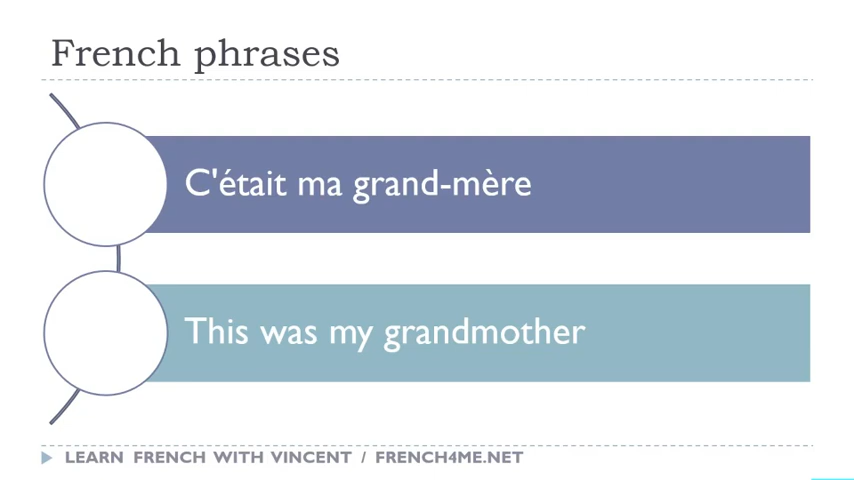 French phrases
C'était ma grand-mère
This was my grandmother
LEARN FRENCH WITH VINCENT / FRENCH4ME.NET